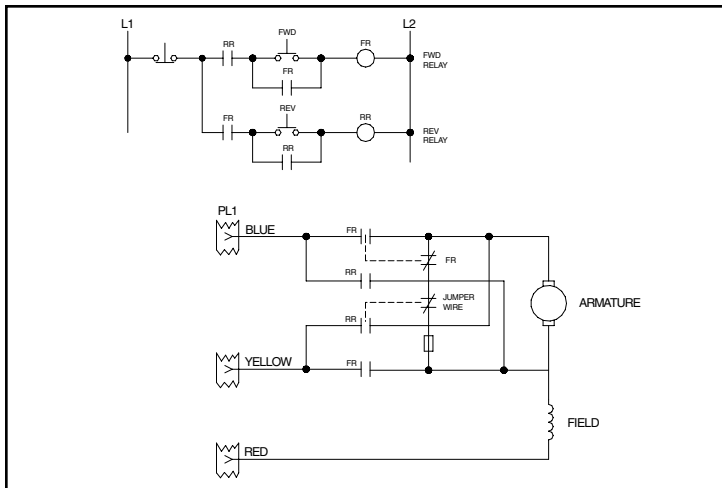 L1
L2
RR
FWD
FR
FWD
RELAY
FR
FR
REV
RR
REV
RELAY
RR
PL1
BLUE
FR
FR
RR
JUMPER
WIRE
ARMATURE
RR
YELLOW
FR
FIELD
RED